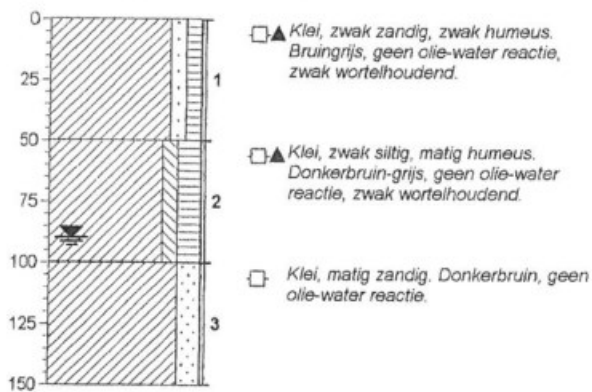 0
25
50
75
100
125
150
1
2
3
Klei, zwak zandig, zwak humeus.
Bruingrijs, geen olie-water reactie,
zwak wortelhoudend.
Klei, zwak siltig, matig humeus.
Donkerbruin-grijs, geen olie-water
reactie, zwak wortelhoudend.
Klei, matig zandig. Donkerbruin, geen
olie-water reactie.